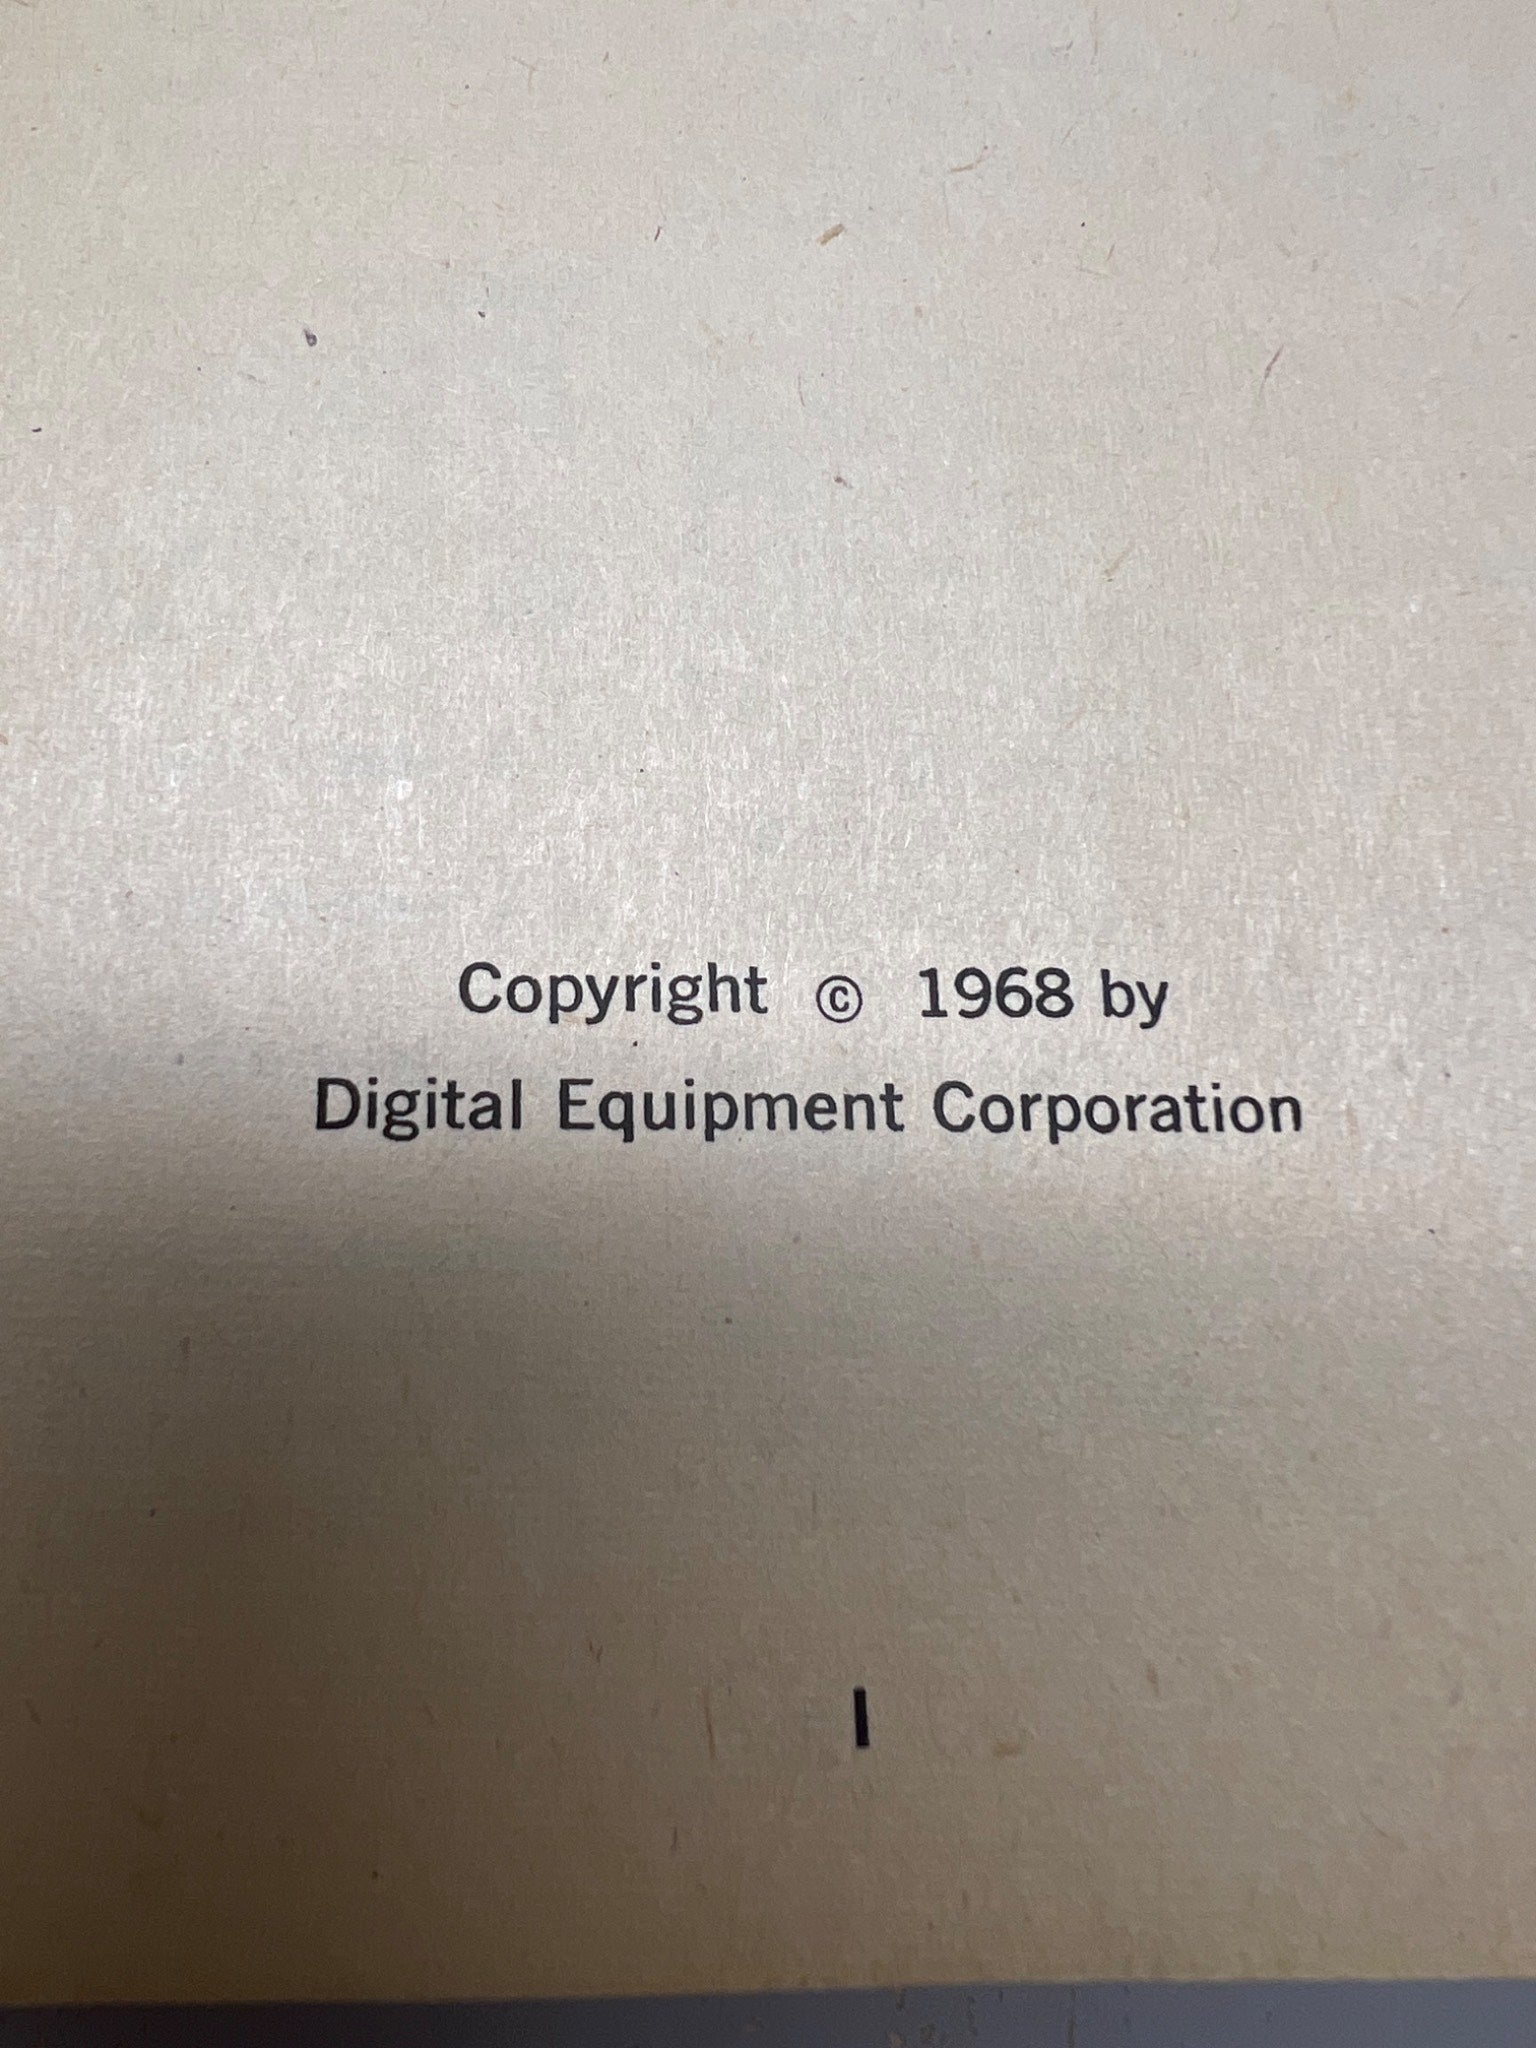 Copyright © 1968 by
Digital Equipment Corporation
I